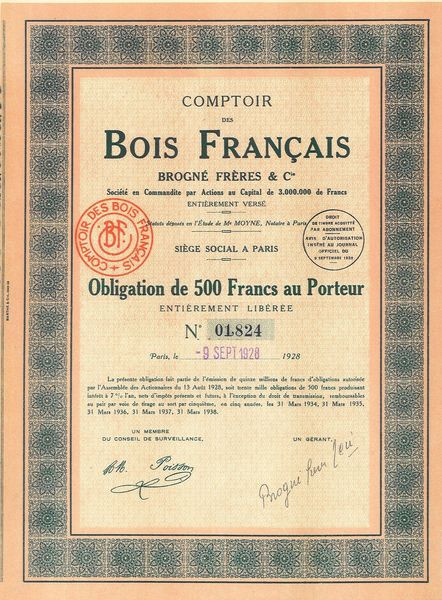 COMPTOIR
DES
BOIS FRANÇAIS
BROGNÉ FRÈRES & Cie
Société en Commandite par Actions au Capital de 3.000.000 de Francs
ENTIÈREMENT VERSÉ
Statuts déposés en l'Étude de Me MOYNE, Notaire à Paris
SIÈGE SOCIAL A PARIS
COMPTOIR DES BOIS FRANÇAIS
BF
DROIT
DE TIMBRE ACQUITTÉ
PAR ABONNEMENT
AVIS D'AUTORISATION
INSÉRÉ AU JOURNAL
OFFICIEL DU
9 SEPTEMBRE 1928
Obligation de 500 Francs au Porteur
ENTIÈREMENT LIBÉRÉE
No 01.824
Paris, le - 9 SEPT 1928 1928
La présente obligation fait partie de l'émission de quinze millions de francs d'obligations autorisée
par l'Assemblée des Actionnaires du 13 Août 1928, soit trente mille obligations de 500 francs produisant
intérêt à 7 % l'an, nets d'impôts présents et futurs, à l'exception du droit de transmission, remboursables
au pair par voie de tirage au sort par cinquième, en cinq années, les 31 Mars 1934, 31 Mars 1935,
31 Mars 1936, 31 Mars 1937, 31 Mars 1938.
UN MEMBRE
DU CONSEIL DE SURVEILLANCE,
UN GÉRANT,
Poisson
Brogné